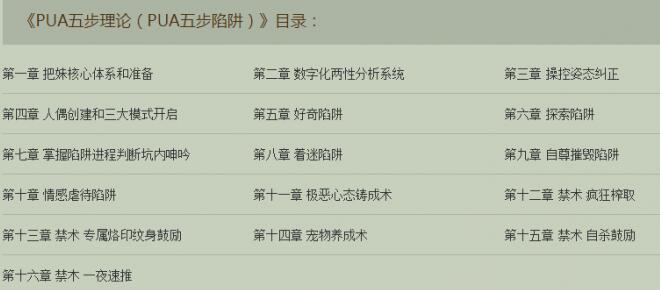 《PUA五步理论（PUA五步陷阱）》目录：
第一章 把妹核心体系和准备 第二章 数字化两性分析系统 第三章 操控姿态纠正
第四章 人偶创建和三大模式开启 第五章 好奇陷阱 第六章 探索陷阱
第七章 掌握陷阱进程判断坑内呻吟 第八章 着迷陷阱 第九章 自尊摧毁陷阱
第十章 情感虐待陷阱 第十一章 极恶心态铸成术 第十二章 禁术 疯狂榨取
第十三章 禁术 专属烙印纹身鼓励 第十四章 宠物养成术 第十五章 禁术 自杀鼓励
第十六章 禁术 一夜速推